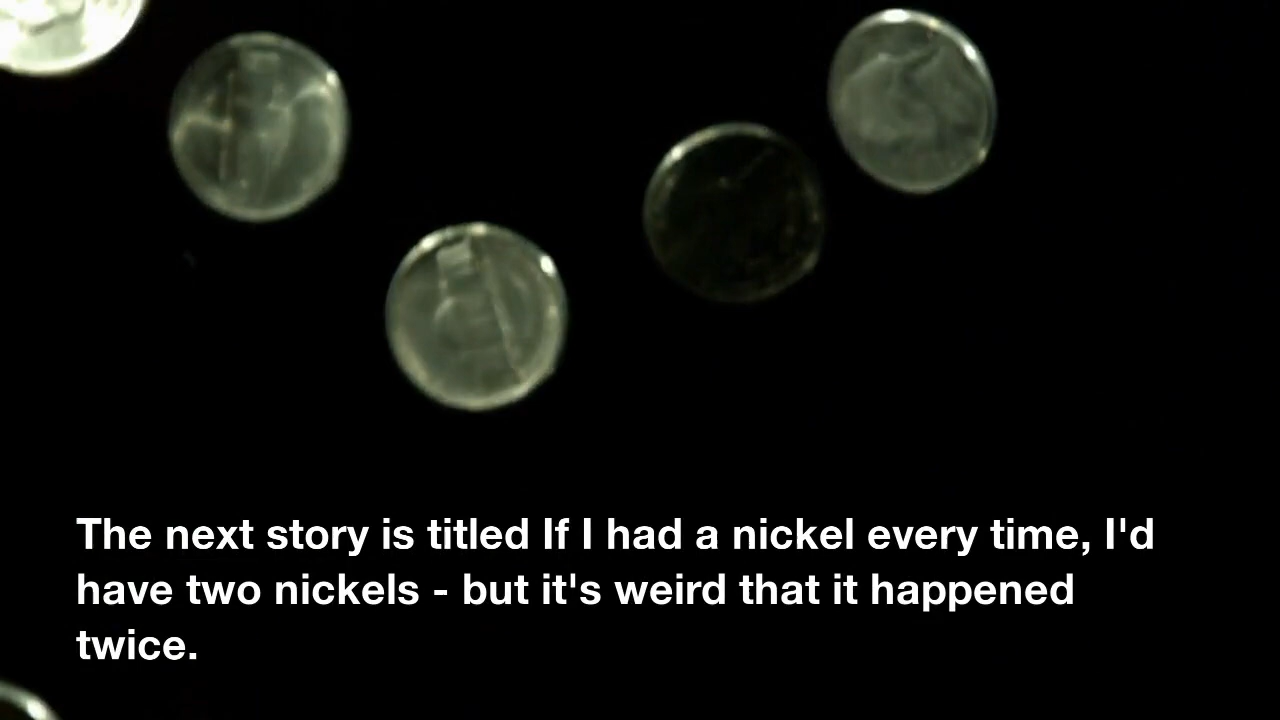 The next story is titled If I had a nickel every time, I'd
have two nickels - but it's weird that it happened
twice.